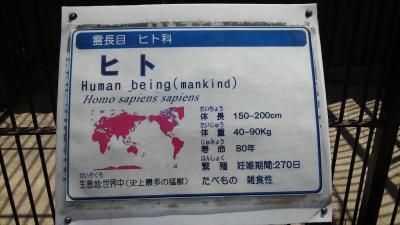 霊長目 ヒト科
ヒト
Human being(mankind)
Homo sapiens sapiens
たいちょう
体 長 150~200cm
たいじゅう
体 重 40~90Kg
じゅみょう
寿 命 80年
はんしょく
繁 殖 妊娠期間:270日
せいそくち
生息地:世界中(史上最多の猛獣)
たべもの 雑食性